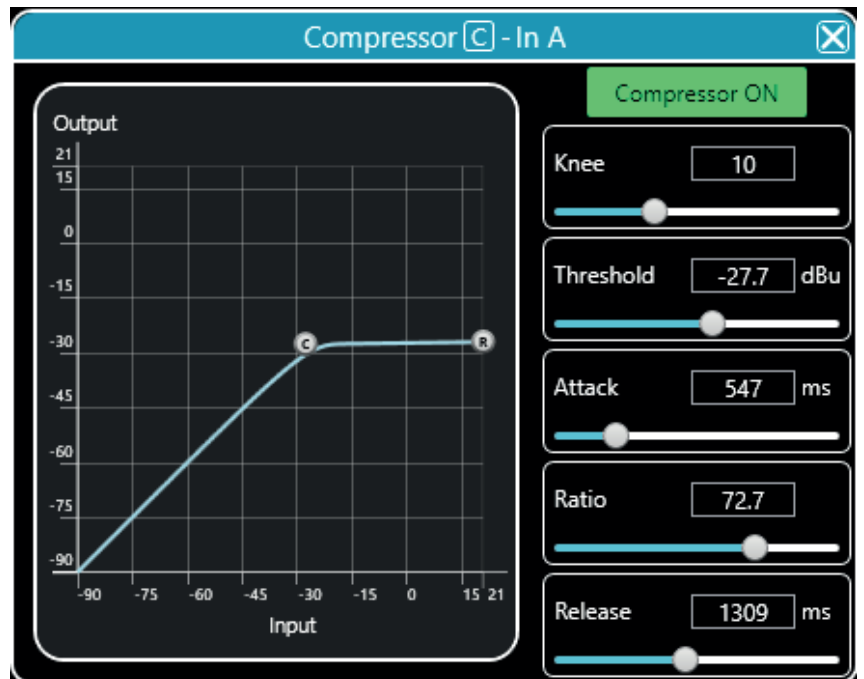 Compressor C - In A
Compressor ON
Output
21
15
0
-15
-30
-45
-60
-75
-90
C
R
-90 -75 -60 -45 -30 -15 0 15 21
Input
Knee 10
Threshold -27.7 dBu
Attack 547 ms
Ratio 72.7
Release 1309 ms